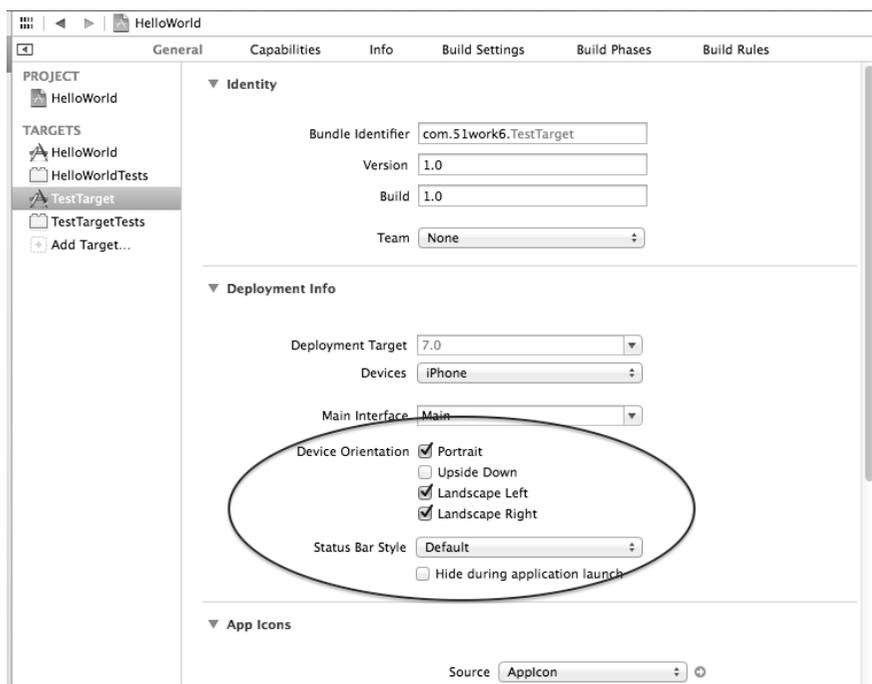 HelloWorld
General Capabilities Info Build Settings Build Phases Build Rules
PROJECT
HelloWorld
TARGETS
HelloWorld
HelloWorldTests
TestTarget
TestTargetTests
Add Target...
Identity
Bundle Identifier com.51work6.TestTarget
Version 1.0
Build 1.0
Team None
Deployment Info
Deployment Target 7.0
Devices iPhone
Main Interface Main
Device Orientation Portrait
Upside Down
Landscape Left
Landscape Right
Status Bar Style Default
Hide during application launch
App Icons
Source AppIcon